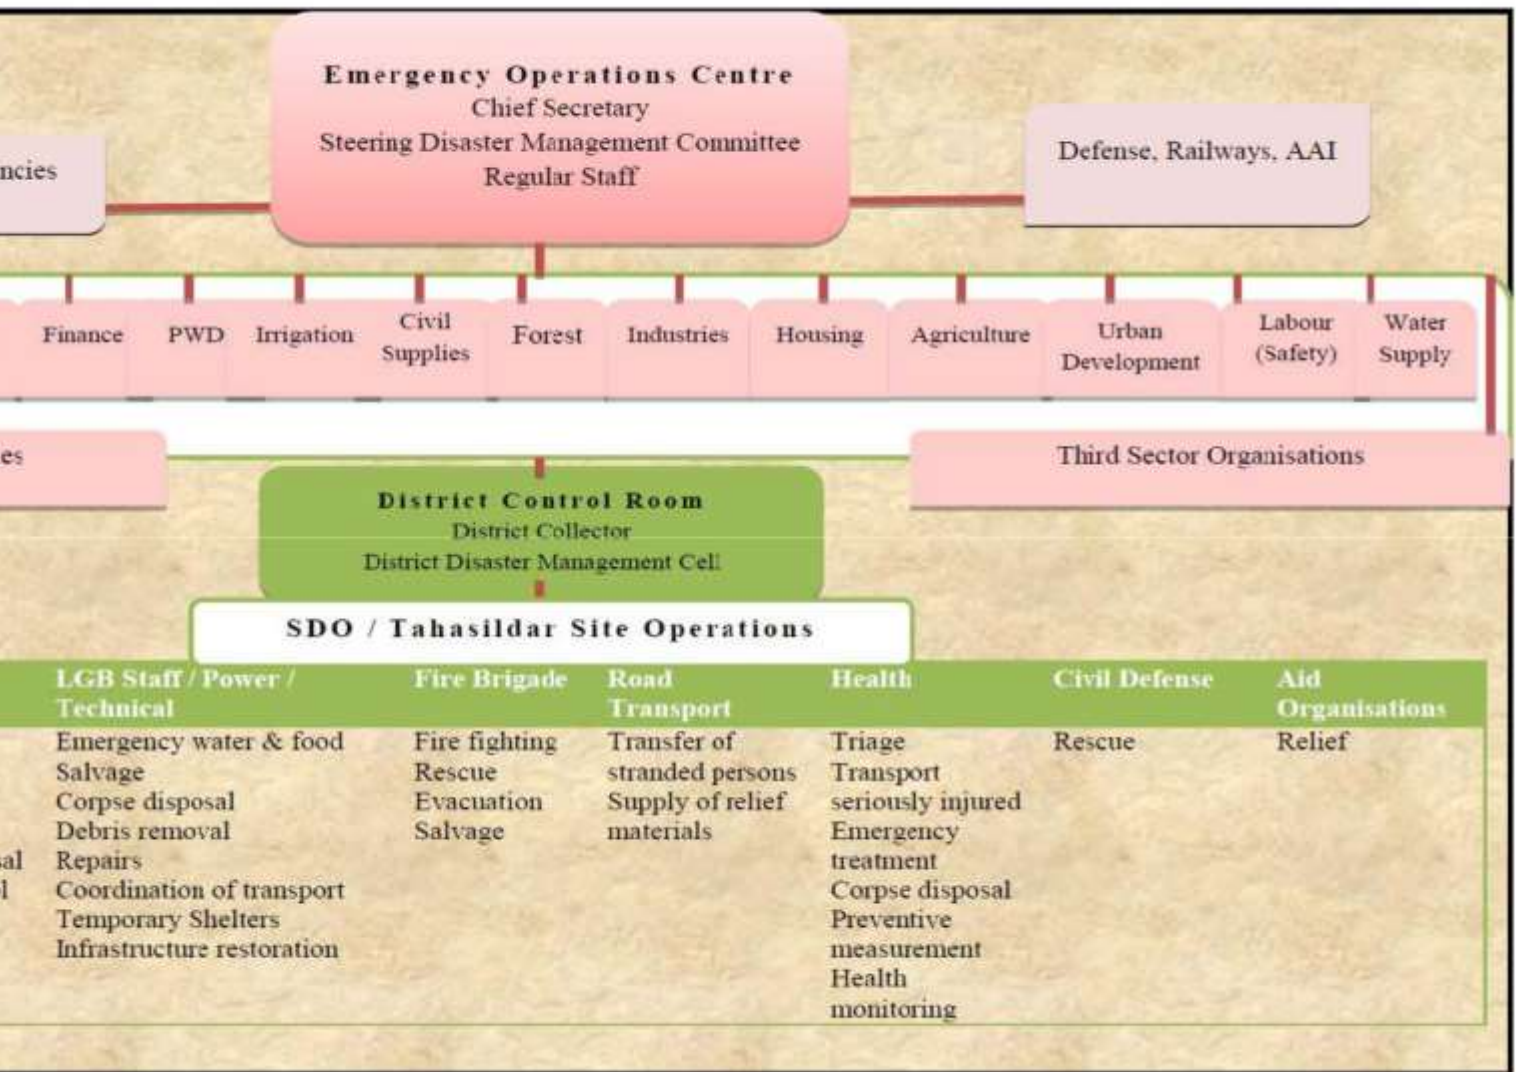 Emergency Operations Centre
Chief Secretary
Steering Disaster Management Committee
Regular Staff
ncies
Defense, Railways, AAI
Finance
PWD
Irrigation
Civil
Supplies
Forest
Industries
Housing
Agriculture
Urban
Development
Labour
(Safety)
Water
Supply
es
Third Sector Organisations
District Control Room
District Collector
District Disaster Management Cell
SDO / Tahasildar Site Operations
LGB Staff / Power /
Technical
Emergency water & food
Salvage
Corpse disposal
Debris removal
sal
Repairs
l
Coordination of transport
Temporary Shelters
Infrastructure restoration
Fire Brigade
Fire fighting
Rescue
Evacuation
Salvage
Road
Transport
Transfer of
stranded persons
Supply of relief
materials
Health
Triage
Transport
seriously injured
Emergency
treatment
Corpse disposal
Preventive
measurement
Health
monitoring
Civil Defense
Rescue
Aid
Organisations
Relief